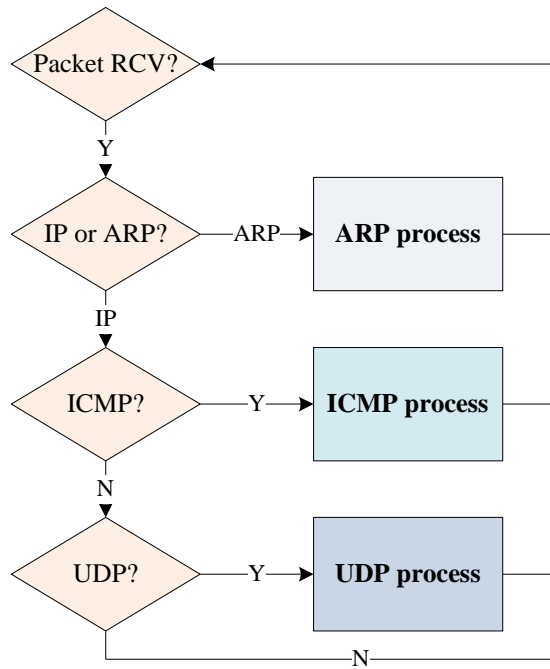 Packet RCV?
Y
IP or ARP?
ARP
ARP process
IP
ICMP?
Y
ICMP process
N
UDP?
Y
UDP process
N